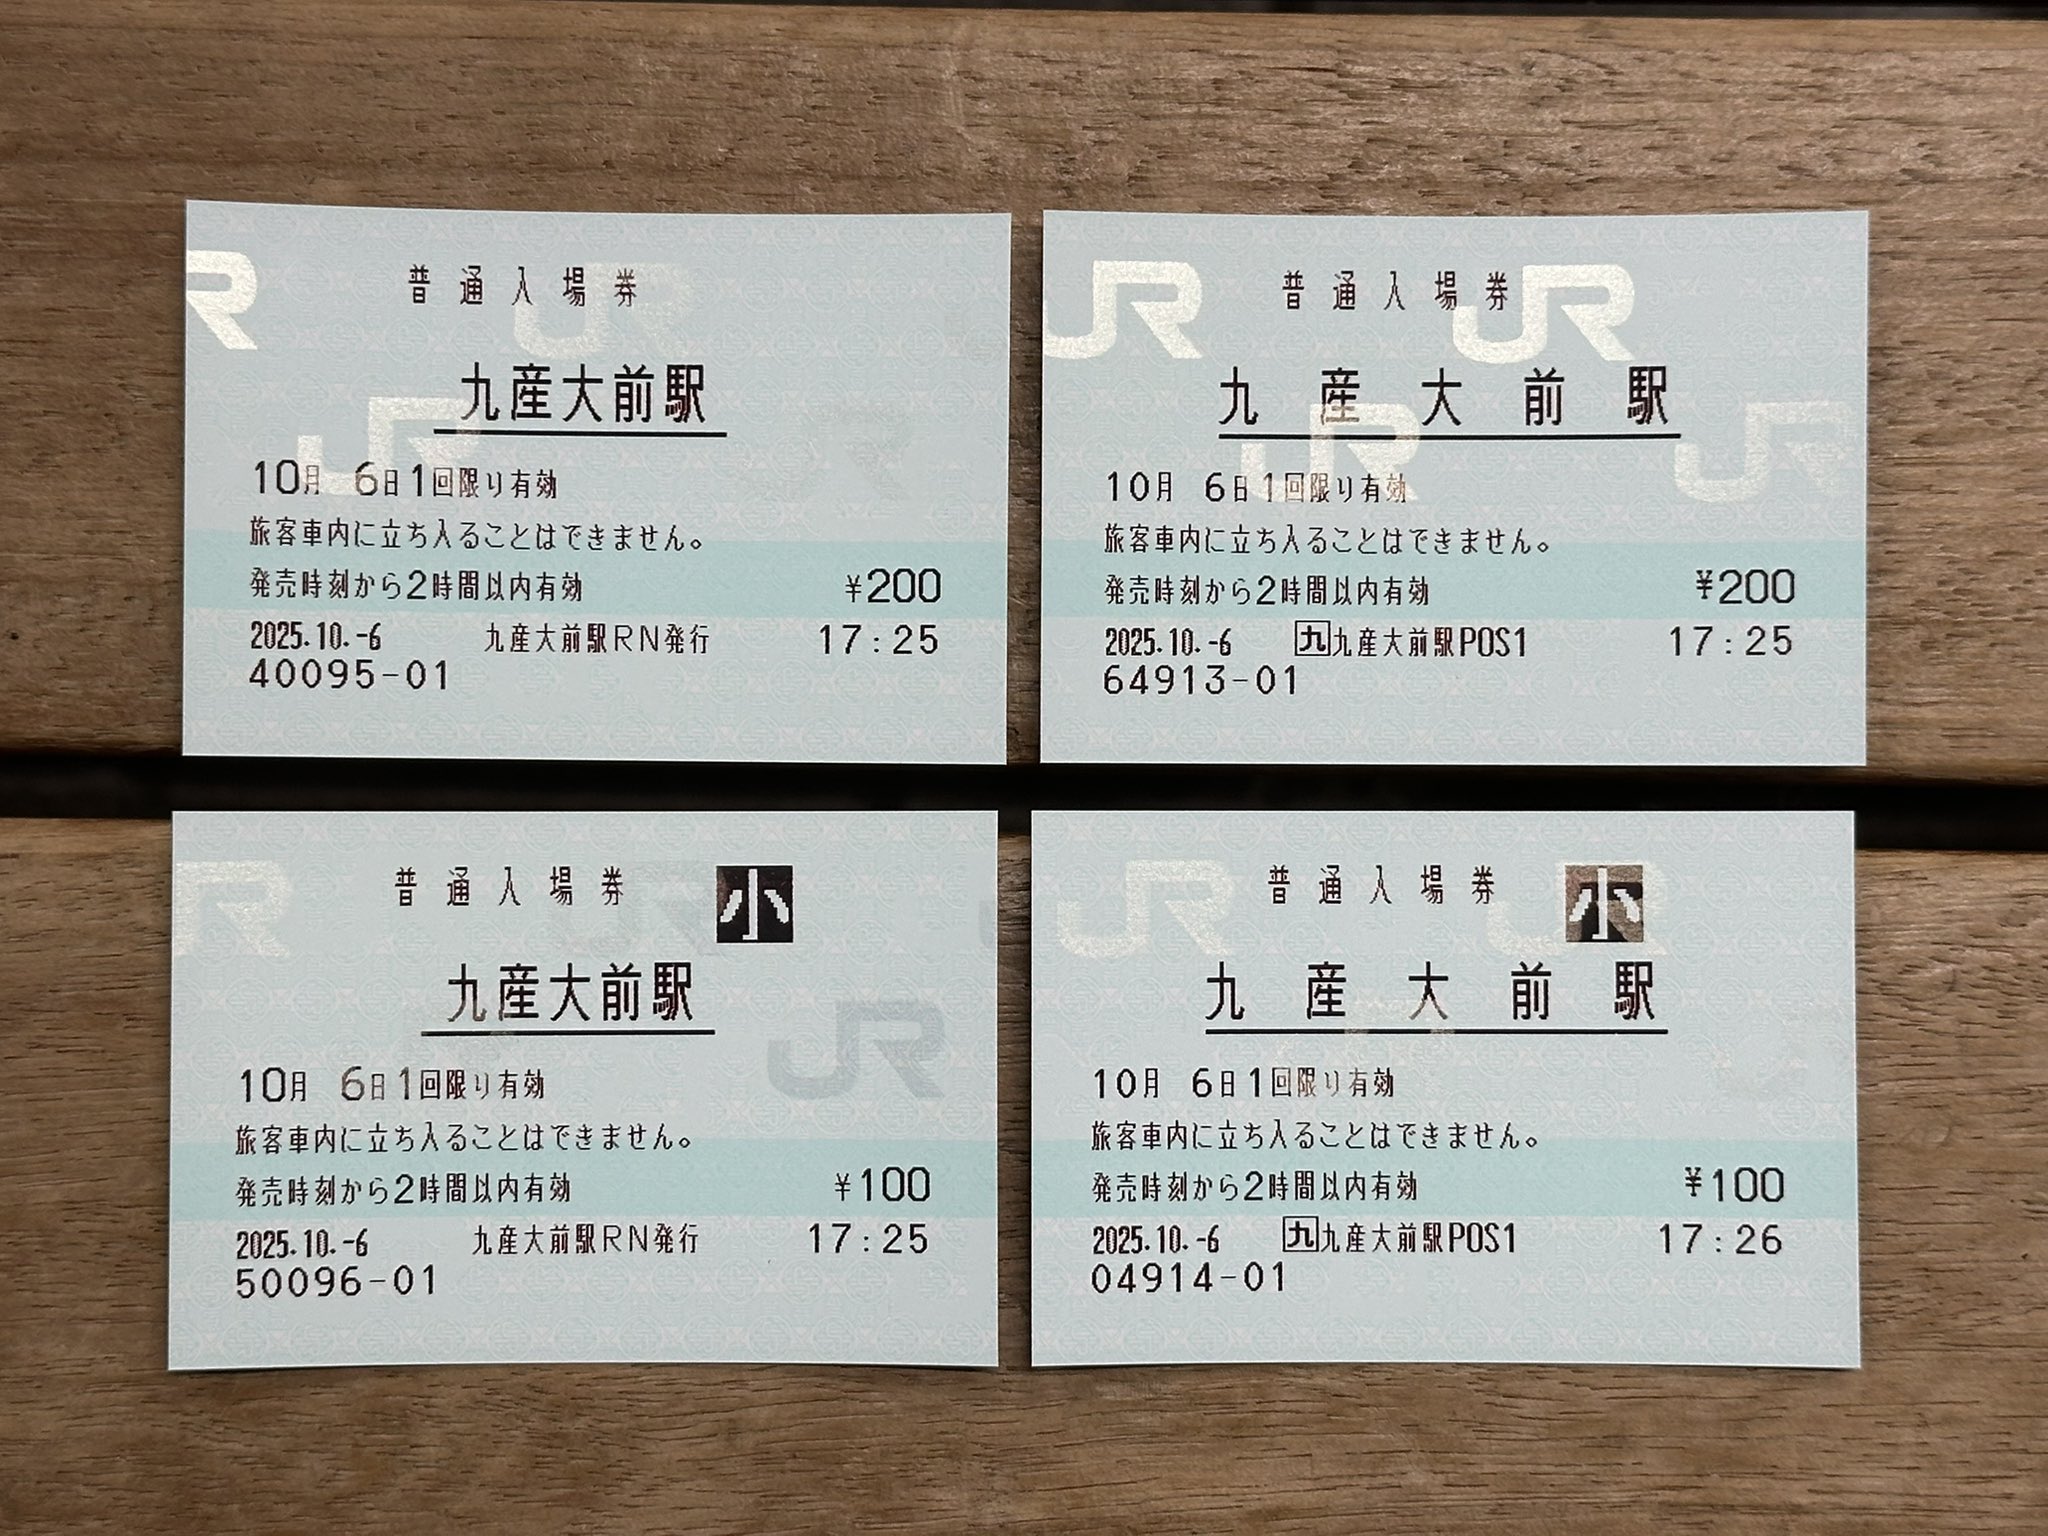 JR JR JR
普通入場券
九産大前駅
10月 6日1回限り有効
旅客車内に立ち入ることはできません。
発売時刻から2時間以内有効 ¥200
2025.10.-6 九産大前駅RN発行 17:25
40095-01
JR JR JR JR
普通入場券
九産大前駅
10月 6日1回限り有効
旅客車内に立ち入ることはできません。
発売時刻から2時間以内有効 ¥200
2025.10.-6 九九産大前駅POS1 17:25
64913-01
JR JR JR
普通入場券 小
九産大前駅
10月 6日1回限り有効
旅客車内に立ち入ることはできません。
発売時刻から2時間以内有効 ¥100
2025.10.-6 九産大前駅RN発行 17:25
50096-01
JR JR
普通入場券 小
九産大前駅
10月 6日1回限り有効
旅客車内に立ち入ることはできません。
発売時刻から2時間以内有効 ¥100
2025.10.-6 九九産大前駅POS1 17:26
04914-01